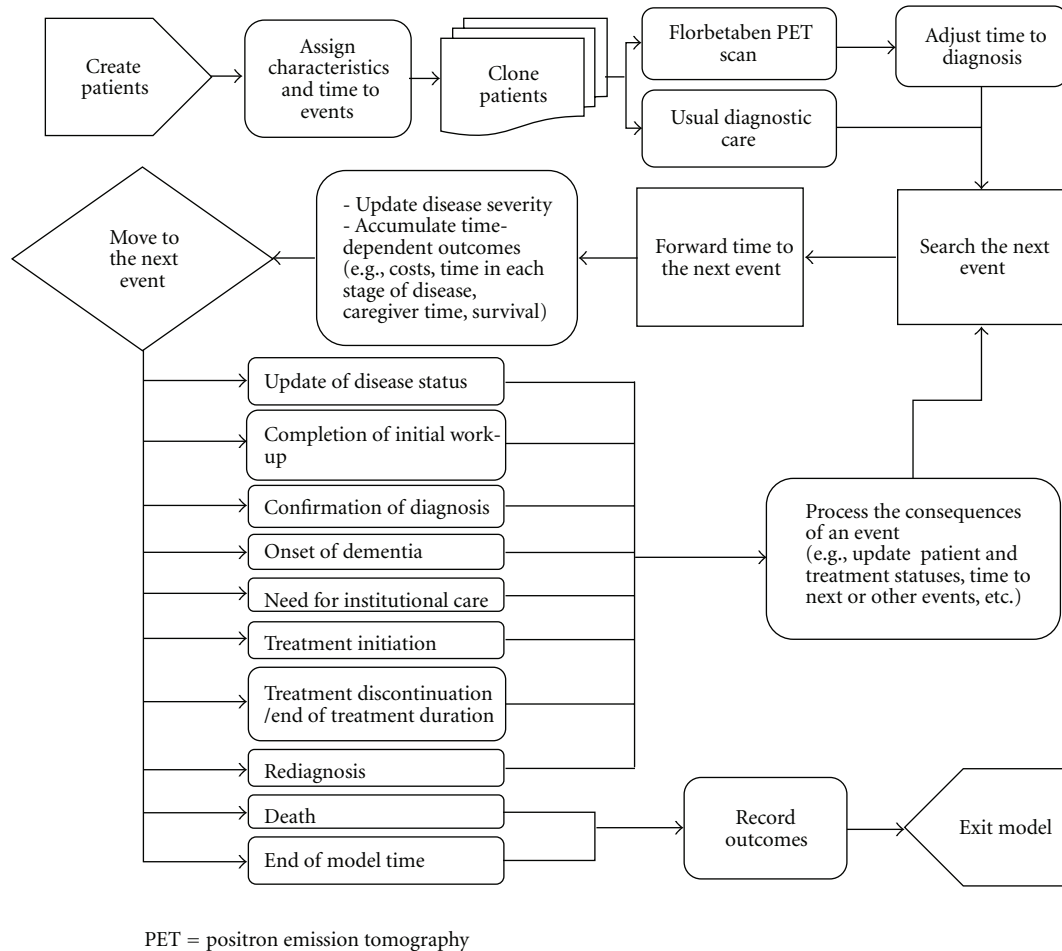 Create
patients
Assign
characteristics
and time to
events
Clone
patients
Florbetaben PET
scan
Usual diagnostic
care
Adjust time to
diagnosis
Search the next
event
Forward time to
the next event
- Update disease severity
- Accumulate time-
dependent outcomes
(e.g., costs, time in each
stage of disease,
caregiver time, survival)
Move to
the next
event
Update of disease status
Completion of initial work-
up
Confirmation of diagnosis
Onset of dementia
Need for institutional care
Treatment initiation
Treatment discontinuation
/end of treatment duration
Rediagnosis
Death
End of model time
Process the consequences
of an event
(e.g., update patient and
treatment statuses, time to
next or other events, etc.)
Record
outcomes
Exit model
PET = positron emission tomography